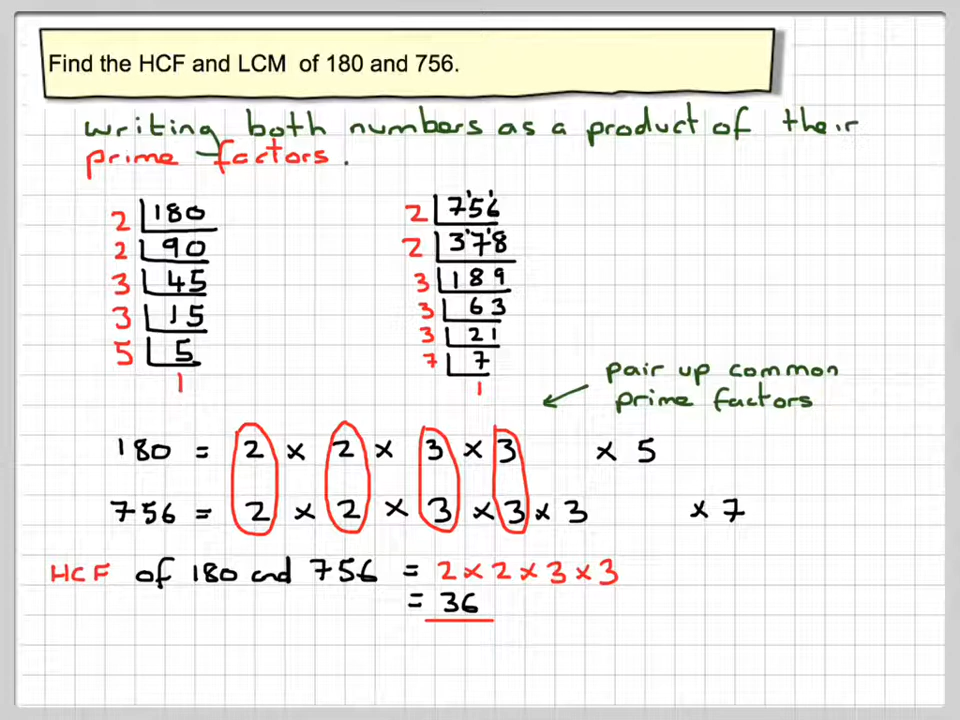 Find the HCF and LCM of 180 and 756.
writing both numbers as a product of their
prime factors.
2 180
2 90
3 45
3 15
5 5
1
2 756
2 378
3 189
3 63
3 21
7 7
1
pair up common
prime factors
180 = 2 × 2 × 3 × 3 × 5
756 = 2 × 2 × 3 × 3 × 3 × 7
HCF of 180 and 756 = 2 × 2 × 3 × 3
= 36